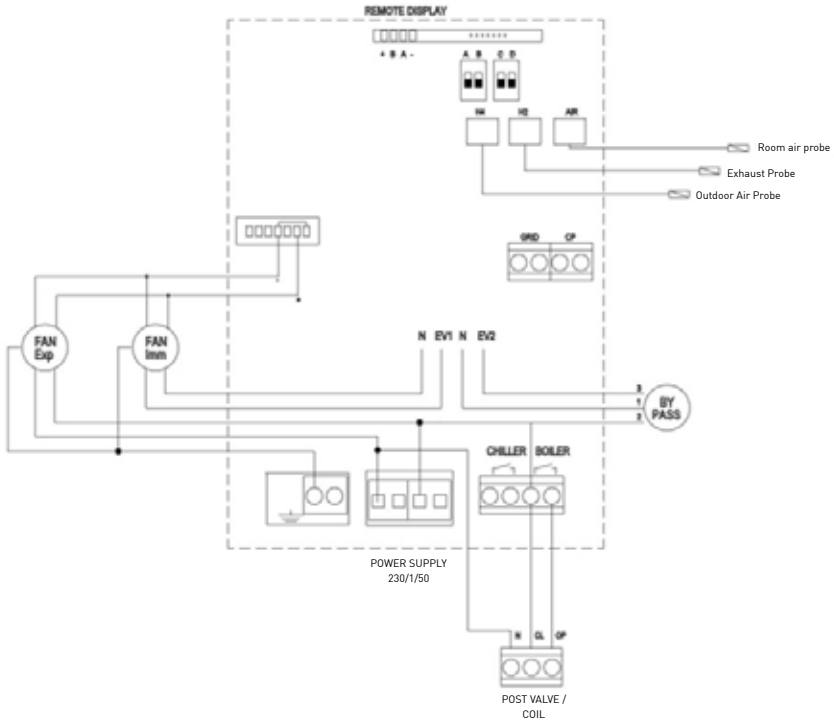 REMOTE DISPLAY
+ B A -
A B C D
H4 H2 AIR
Room air probe
Exhaust Probe
Outdoor Air Probe
GRID CP
N EV1 N EV2
FAN
Exp
FAN
Imm
3
1
2
BY
PASS
CHILLER BOILER
POWER SUPPLY
230/1/50
N CL OP
POST VALVE /
COIL